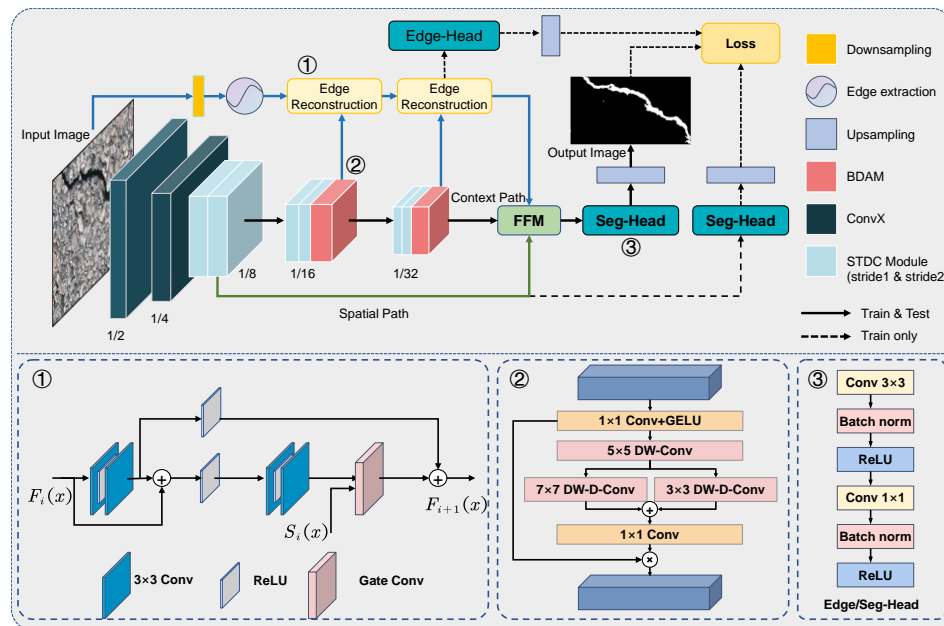 Edge-Head
Loss
Downsampling
①
Edge
Reconstruction
Edge
Reconstruction
Edge extraction
Input Image
②
Output Image
Upsampling
Context Path
BDAM
FFM
Seg-Head
Seg-Head
ConvX
③
1/8
1/16
1/32
STDC Module
(stride1 & stride2
1/4
1/2
Spatial Path
Train & Test
Train only
①
F_i(x)
S_i(x)
F_{i+1}(x)
3×3 Conv
ReLU
Gate Conv
②
1×1 Conv+GELU
5×5 DW-Conv
7×7 DW-D-Conv
3×3 DW-D-Conv
1×1 Conv
③
Conv 3×3
Batch norm
ReLU
Conv 1×1
Batch norm
ReLU
Edge/Seg-Head